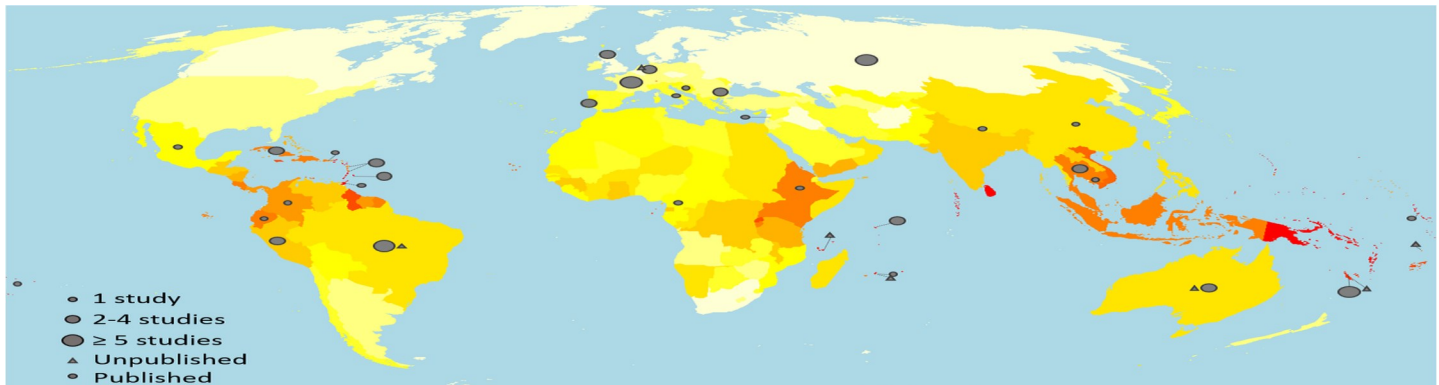 1 study
2-4 studies
≥ 5 studies
Unpublished
Published